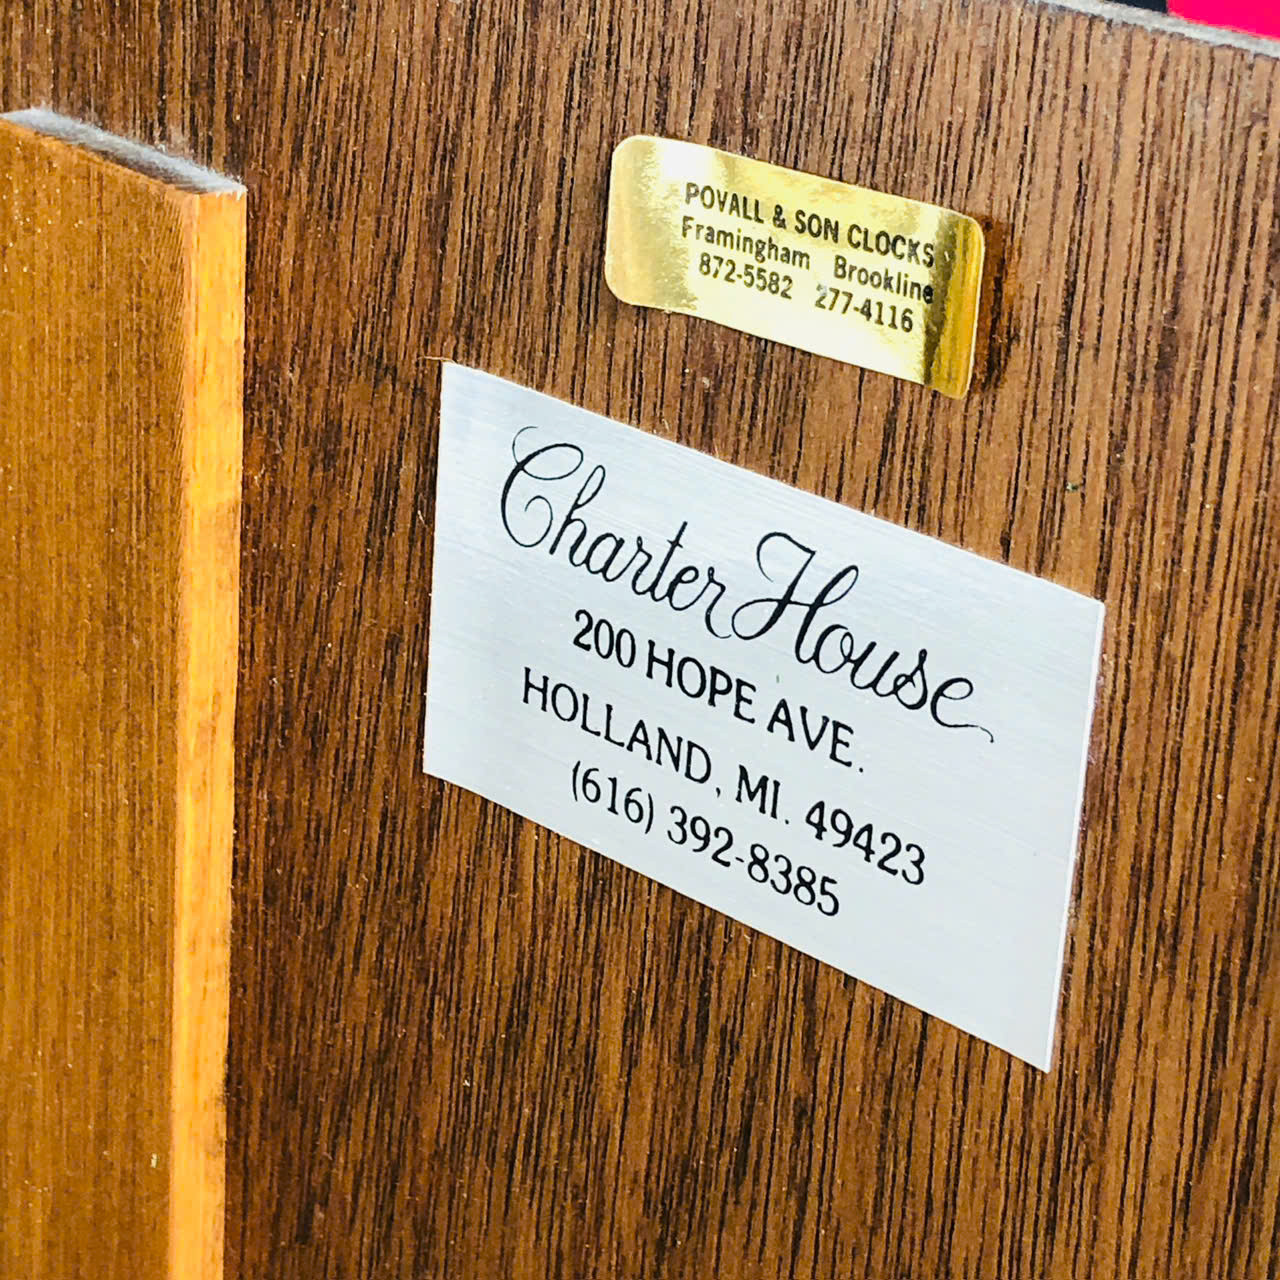 POVALL & SON CLOCKS
Framingham Brookline
872-5582 277-4116
Charter House
200 HOPE AVE.
HOLLAND, MI. 49423
(616) 392-8385